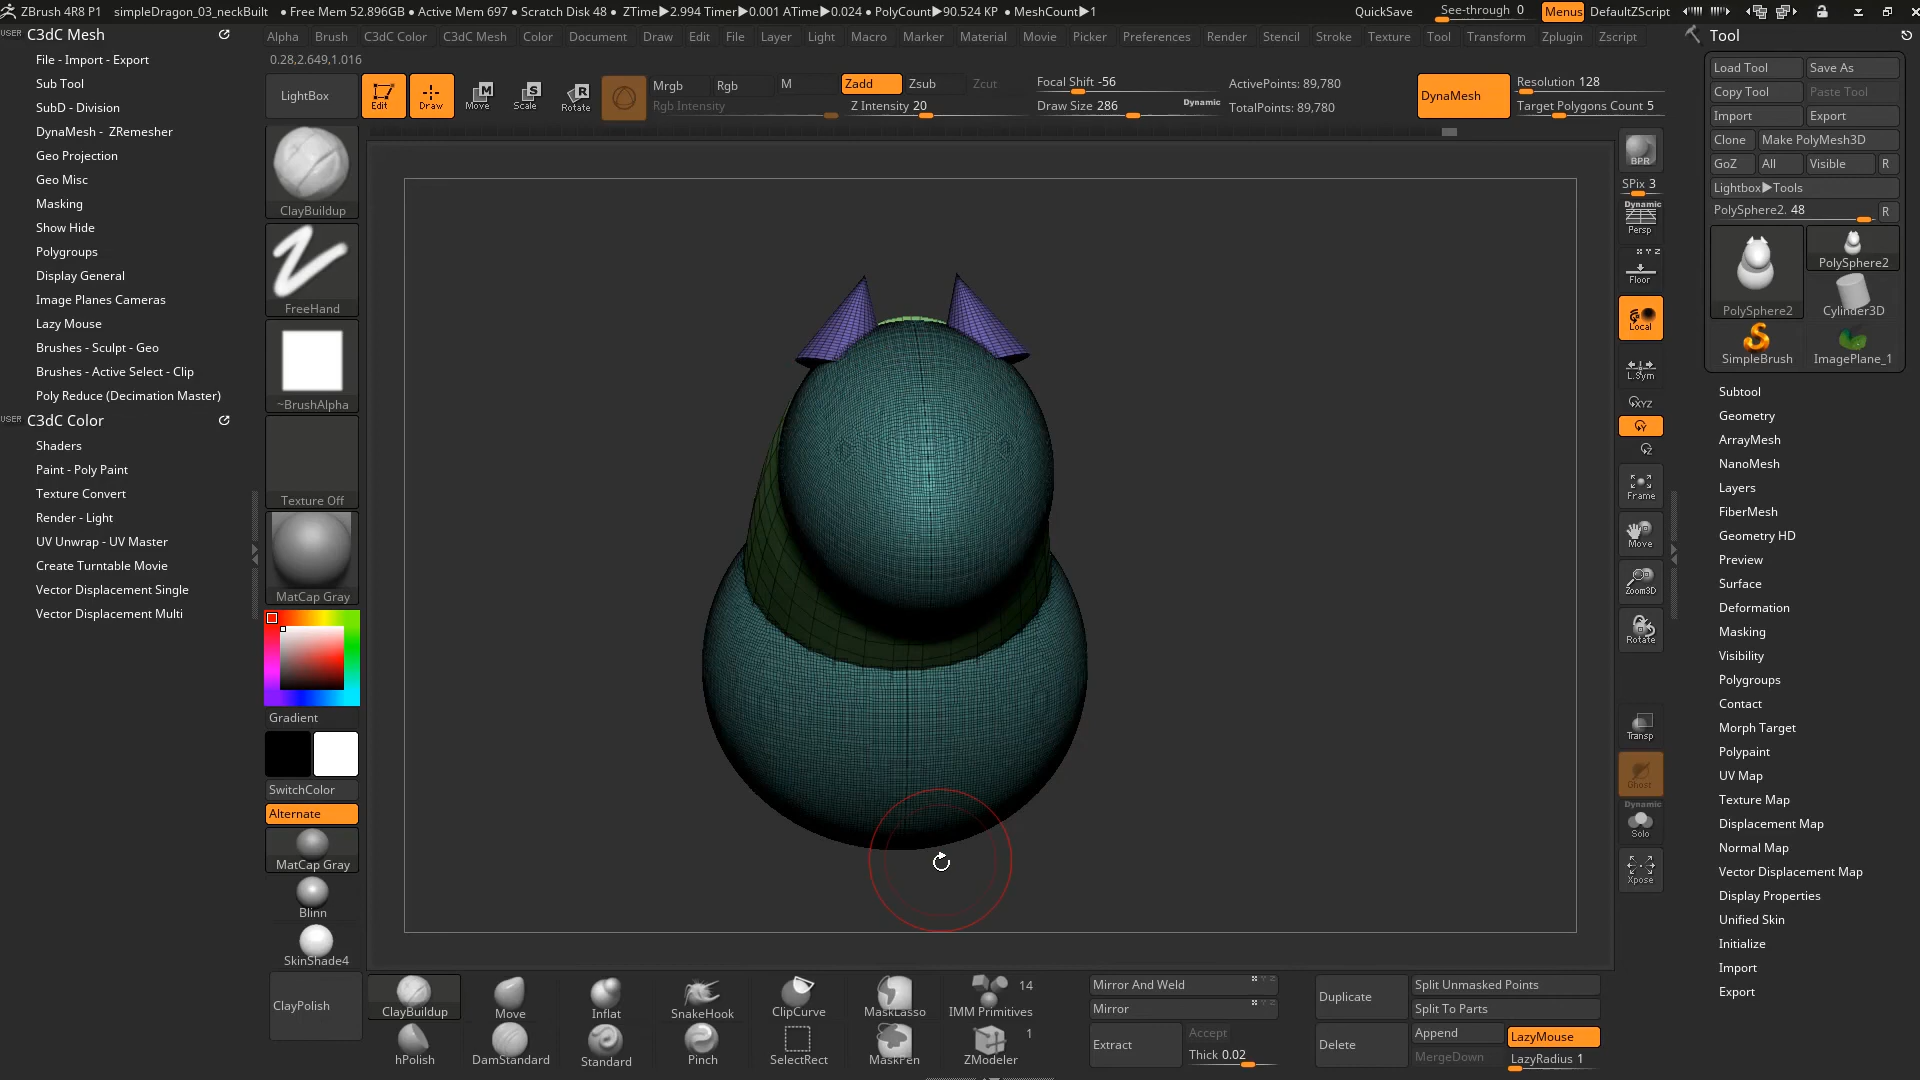 ZBrush 4R8 P1 simpleDragon_03_neckBuilt • Free Mem 52.896GB • Active Mem 697 • Scratch Disk 48 • ZTime▶2.994 Timer▶0.001 ATime▶0.024 • PolyCount▶90.524 KP • MeshCount▶1 QuickSave See-through 0 Menus DefaultZScript
USER C3dC Mesh
File - Import - Export
Sub Tool
SubD - Division
DynaMesh - ZRemesher
Geo Projection
Geo Misc
Masking
Show Hide
Polygroups
Display General
Image Planes Cameras
Lazy Mouse
Brushes - Sculpt - Geo
Brushes - Active Select - Clip
Poly Reduce (Decimation Master)
USER C3dC Color
Shaders
Paint - Poly Paint
Texture Convert
Render - Light
UV Unwrap - UV Master
Create Turntable Movie
Vector Displacement Single
Vector Displacement Multi
Alpha Brush C3dC Color C3dC Mesh Color Document Draw Edit File Layer Light Macro Marker Material Movie Picker Preferences Render Stencil Stroke Texture Tool Transform Zplugin Zscript
0.28,2.649,1.016
LightBox Edit Draw Move Scale Rotate
Mrgb Rgb M Zadd Zsub Zcut
Rgb Intensity Z Intensity 20
Focal Shift -56
Draw Size 286 Dynamic
ActivePoints: 89,780
TotalPoints: 89,780
DynaMesh
Resolution 128
Target Polygons Count 5
ClayBuildup
FreeHand
~BrushAlpha
Texture Off
MatCap Gray
Gradient
SwitchColor
Alternate
MatCap Gray
Blinn
SkinShade4
BPR
SPix 3
Dynamic
Persp
X Y Z
Floor
Local
L.Sym
XYZ
Y
Z
Frame
Move
Zoom3D
Rotate
Transp
Ghost
Dynamic
Solo
Xpose
Tool
Load Tool Save As
Copy Tool Paste Tool
Import Export
Clone Make PolyMesh3D
GoZ All Visible R
Lightbox▶Tools
PolySphere2. 48 R
PolySphere2
PolySphere2 Cylinder3D
SimpleBrush ImagePlane_1
Subtool
Geometry
ArrayMesh
NanoMesh
Layers
FiberMesh
Geometry HD
Preview
Surface
Deformation
Masking
Visibility
Polygroups
Contact
Morph Target
Polypaint
UV Map
Texture Map
Displacement Map
Normal Map
Vector Displacement Map
Display Properties
Unified Skin
Initialize
Import
Export
ClayPolish
ClayBuildup Move Inflat SnakeHook ClipCurve MaskLasso IMM Primitives 14
hPolish DamStandard Standard Pinch SelectRect MaskPen ZModeler 1
Mirror And Weld
Mirror
Extract Accept
Thick 0.02
Duplicate
Delete
Split Unmasked Points
Split To Parts
Append LazyMouse
MergeDown LazyRadius 1